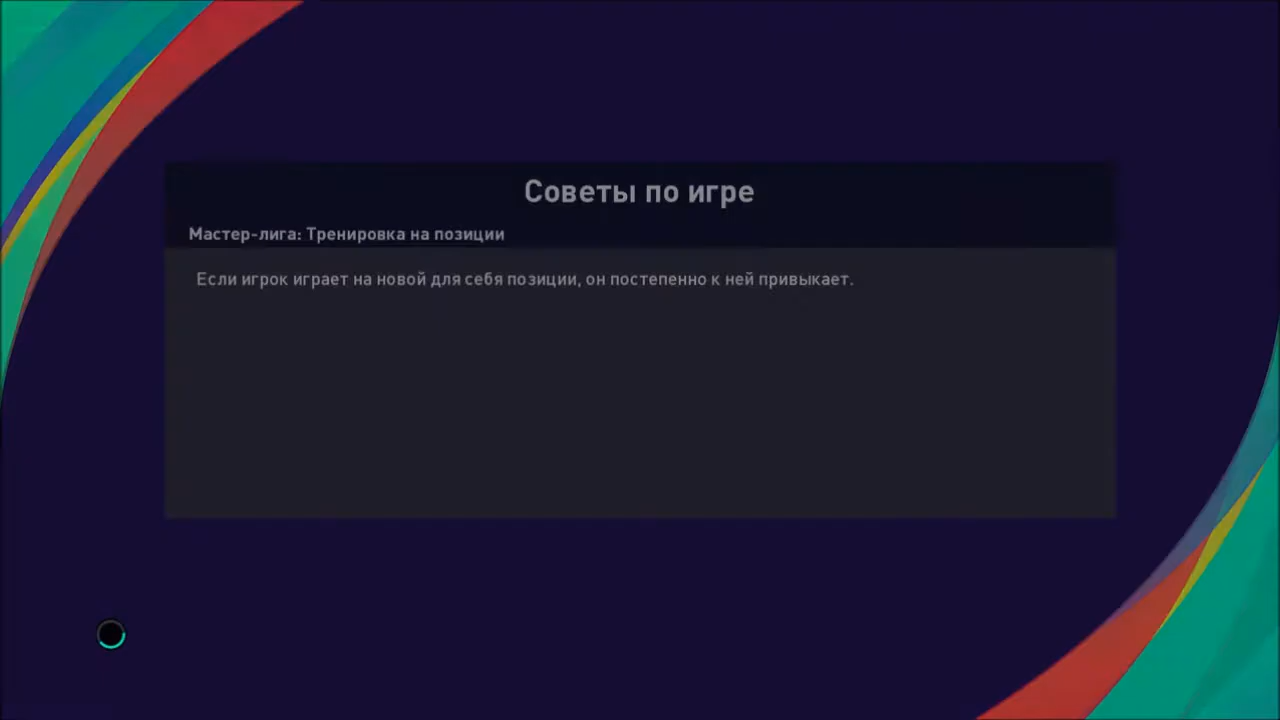 Советы по игре
Мастер-лига: Тренировка на позиции
Если игрок играет на новой для себя позиции, он постепенно к ней привыкает.